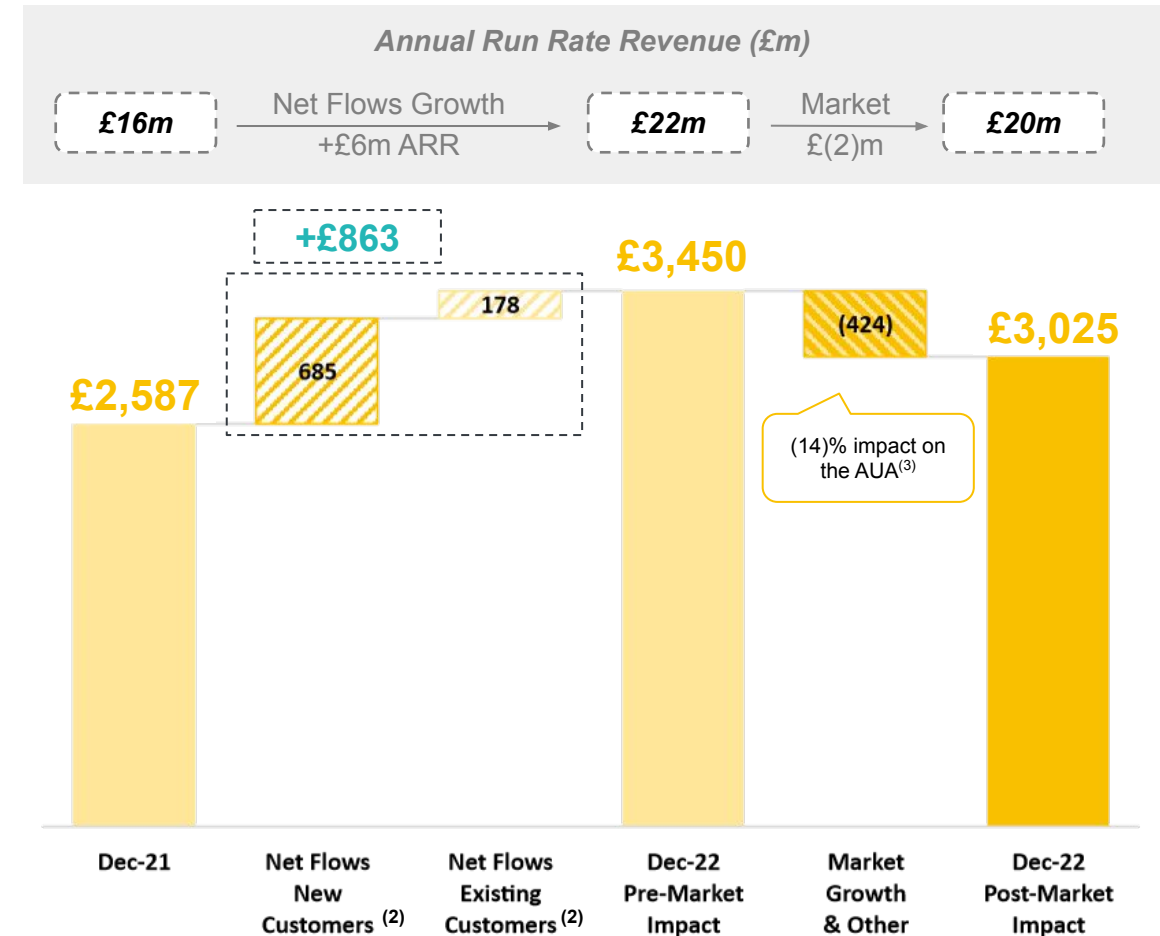 Annual Run Rate Revenue (£m)
£16m
Net Flows Growth
+£6m ARR
£22m
Market
£(2)m
£20m
+£863
£3,450
178
(424)
£3,025
685
£2,587
(14)% impact on
the AUA(3)
Dec-21
Net Flows
New
Customers (2)
Net Flows
Existing
Customers (2)
Dec-22
Pre-Market
Impact
Market
Growth
& Other
Dec-22
Post-Market
Impact